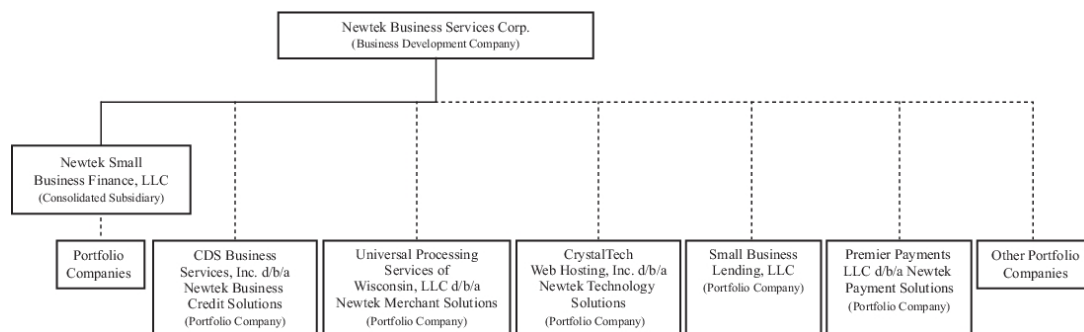 Newtek Business Services Corp.
(Business Development Company)
Newtek Small
Business Finance, LLC
(Consolidated Subsidiary)
Portfolio
Companies
CDS Business
Services, Inc. d/b/a
Newtek Business
Credit Solutions
(Portfolio Company)
Universal Processing
Services of
Wisconsin, LLC d/b/a
Newtek Merchant Solutions
(Portfolio Company)
CrystalTech
Web Hosting, Inc. d/b/a
Newtek Technology
Solutions
(Portfolio Company)
Small Business
Lending, LLC
(Portfolio Company)
Premier Payments
LLC d/b/a Newtek
Payment Solutions
(Portfolio Company)
Other Portfolio
Companies